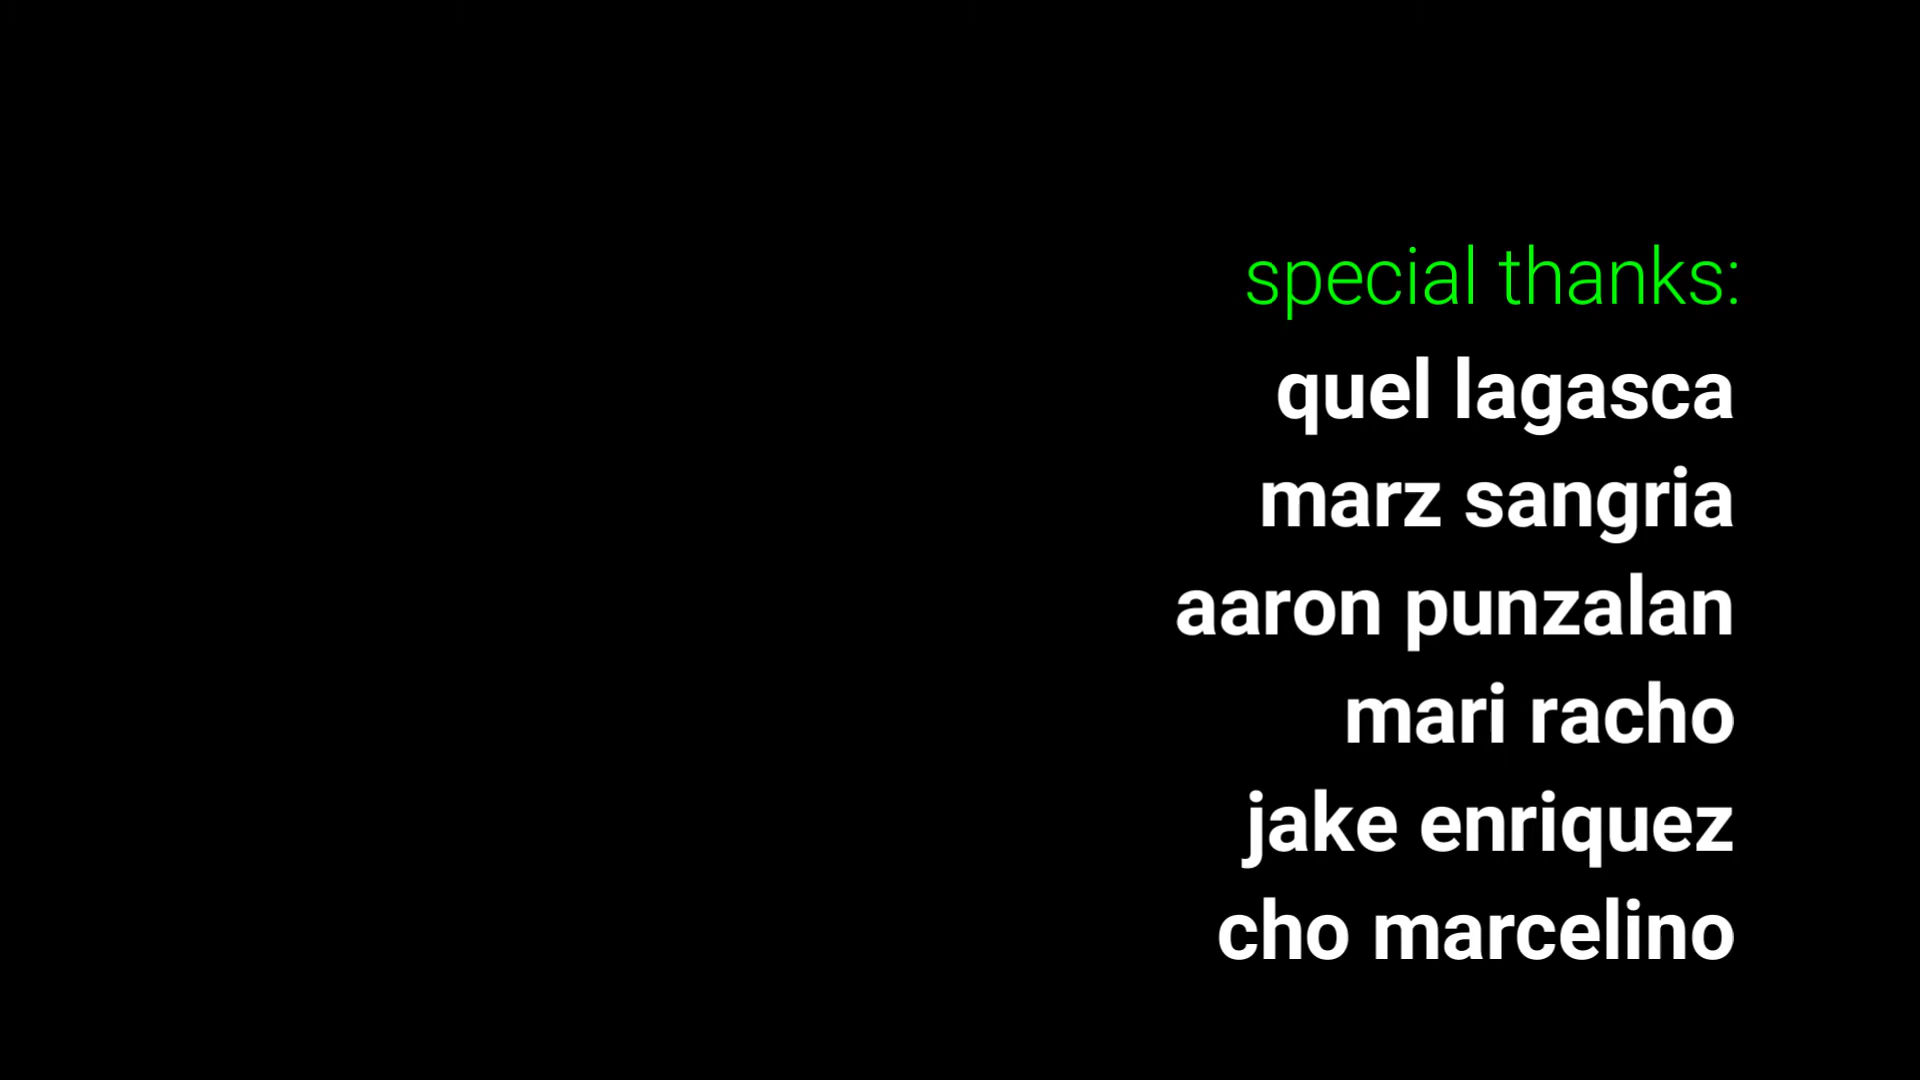 special thanks:
quel lagasca
marz sangria
aaron punzalan
mari racho
jake enriquez
cho marcelino